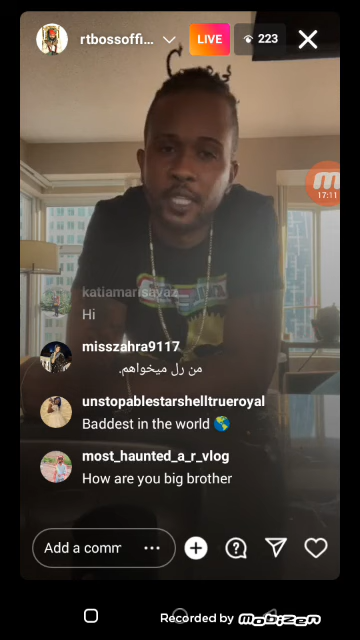 rtbossoffi...
LIVE
223
17:11
katiamarisayaz...
Hi
misszahra9117
من رل میخواهم.
unstopablestarshelltrueroyal
Baddest in the world 🌎
most_haunted_a_r_vlog
How are you big brother
Add a comm
Recorded by mobizen